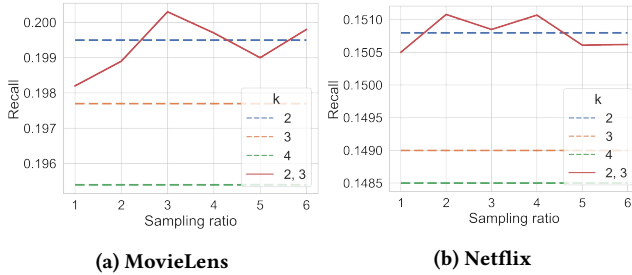 0.200
0.199
0.198
0.197
0.196
Recall
k
2
3
4
2, 3
1 2 3 4 5 6
Sampling ratio
(a) MovieLens
0.1510
0.1505
0.1500
0.1495
0.1490
0.1485
Recall
k
2
3
4
2, 3
1 2 3 4 5 6
Sampling ratio
(b) Netflix